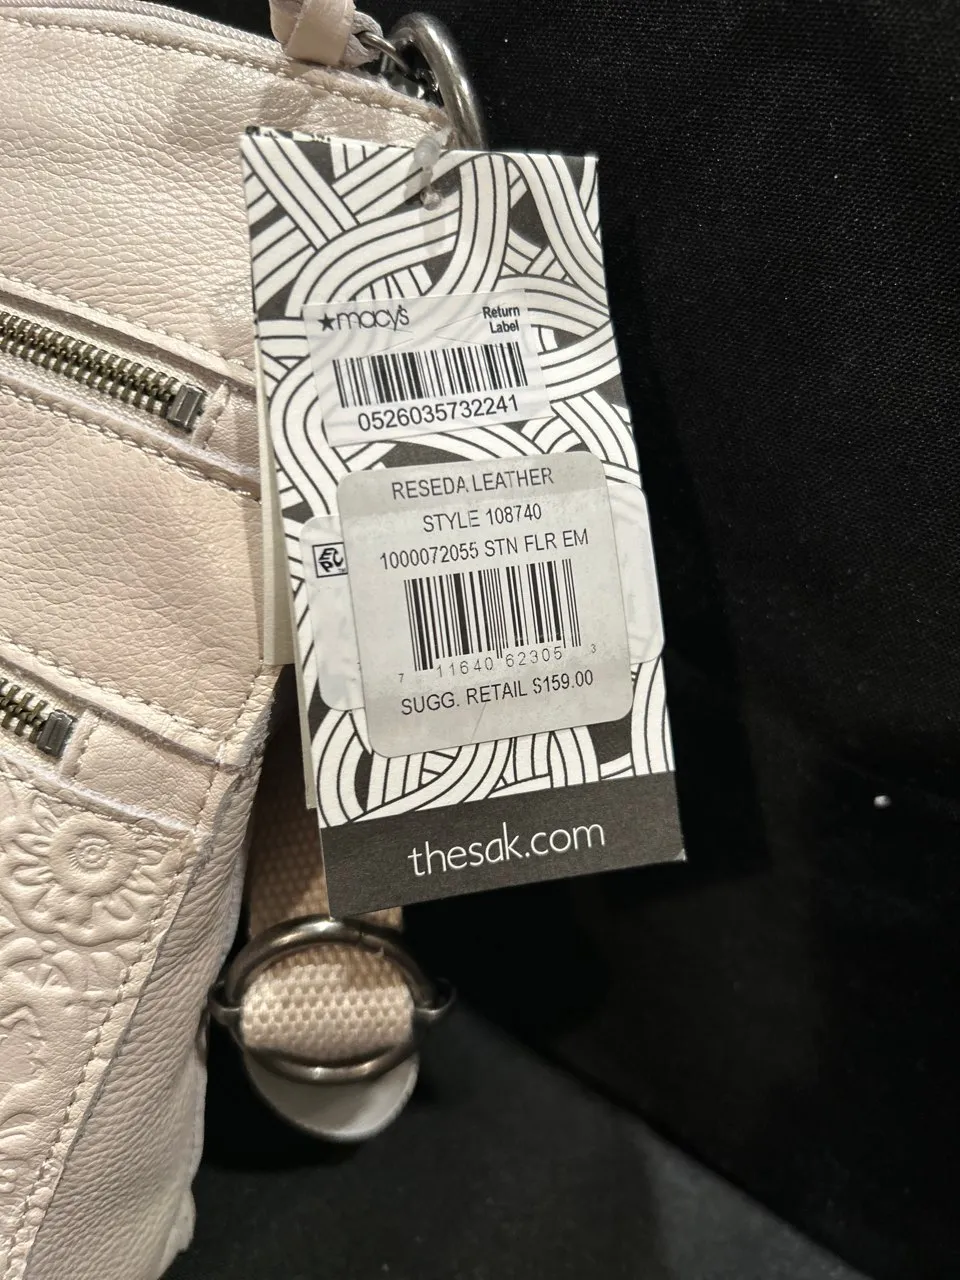 ★macy's
Return
Label
0526035732241
RESEDA LEATHER
STYLE 108740
1000072055 STN FLR EM
7 11640 62305 3
SUGG. RETAIL $159.00
EPC
thesak.com